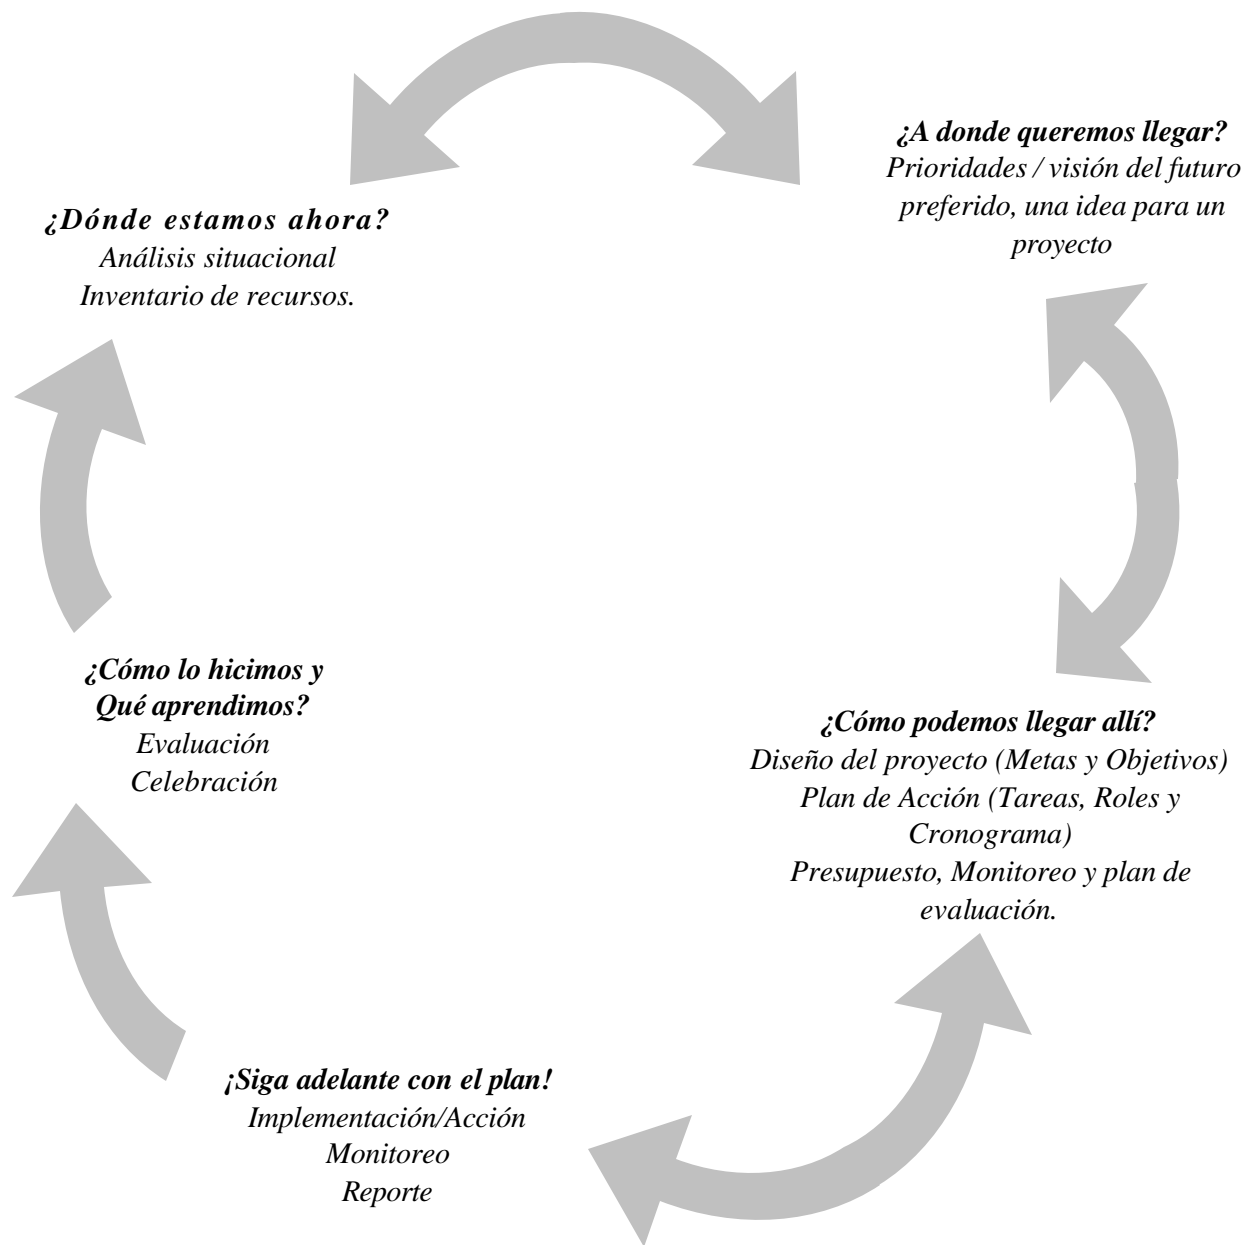 ¿Dónde estamos ahora?
Análisis situacional
Inventario de recursos.
¿A donde queremos llegar?
Prioridades / visión del futuro
preferido, una idea para un
proyecto
¿Cómo podemos llegar allí?
Diseño del proyecto (Metas y Objetivos)
Plan de Acción (Tareas, Roles y
Cronograma)
Presupuesto, Monitoreo y plan de
evaluación.
¡Siga adelante con el plan!
Implementación/Acción
Monitoreo
Reporte
¿Cómo lo hicimos y
Qué aprendimos?
Evaluación
Celebración